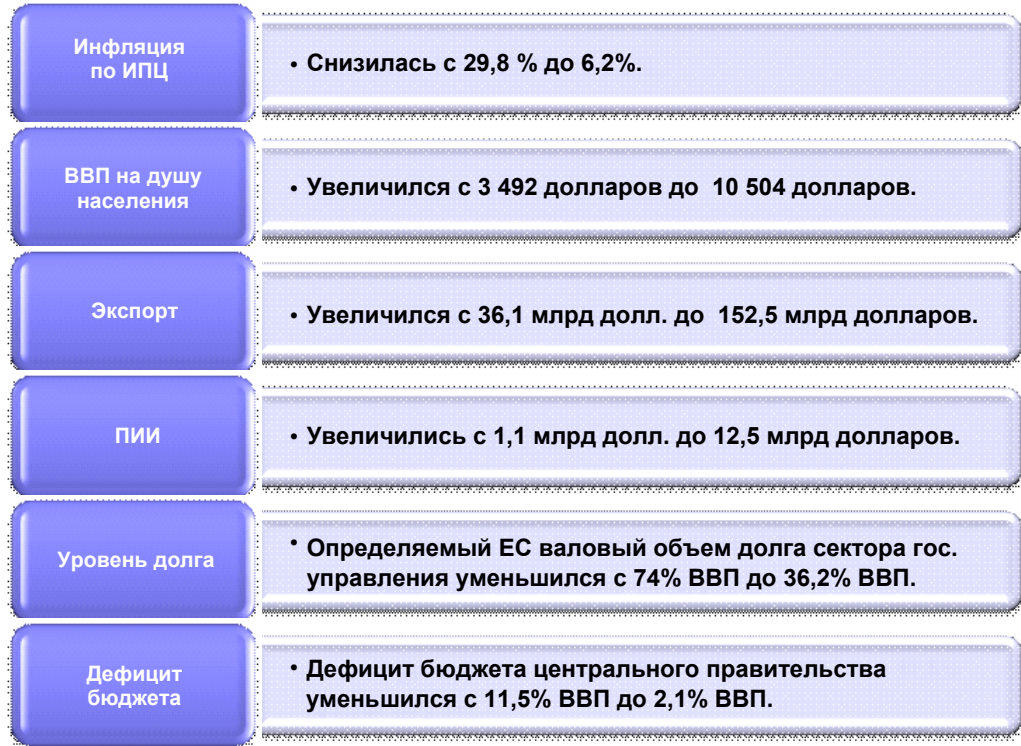 Инфляция
по ИПЦ
• Снизилась с 29,8 % до 6,2%.
ВВП на душу
населения
• Увеличился с 3 492 долларов до 10 504 долларов.
Экспорт
• Увеличился с 36,1 млрд долл. до 152,5 млрд долларов.
ПИИ
• Увеличились с 1,1 млрд долл. до 12,5 млрд долларов.
Уровень долга
• Определяемый ЕС валовый объем долга сектора гос.
управления уменьшился с 74% ВВП до 36,2% ВВП.
Дефицит
бюджета
• Дефицит бюджета центрального правительства
уменьшился с 11,5% ВВП до 2,1% ВВП.